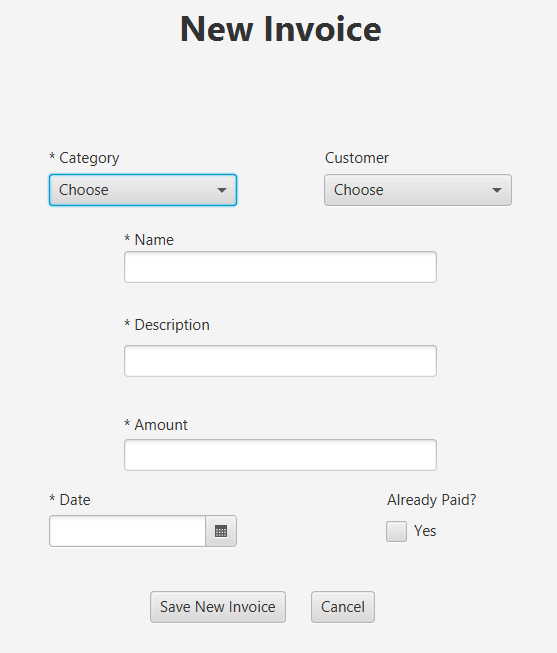 New Invoice
* Category
Customer
Choose
Choose
* Name
* Description
* Amount
* Date
Already Paid?
Yes
Save New Invoice
Cancel